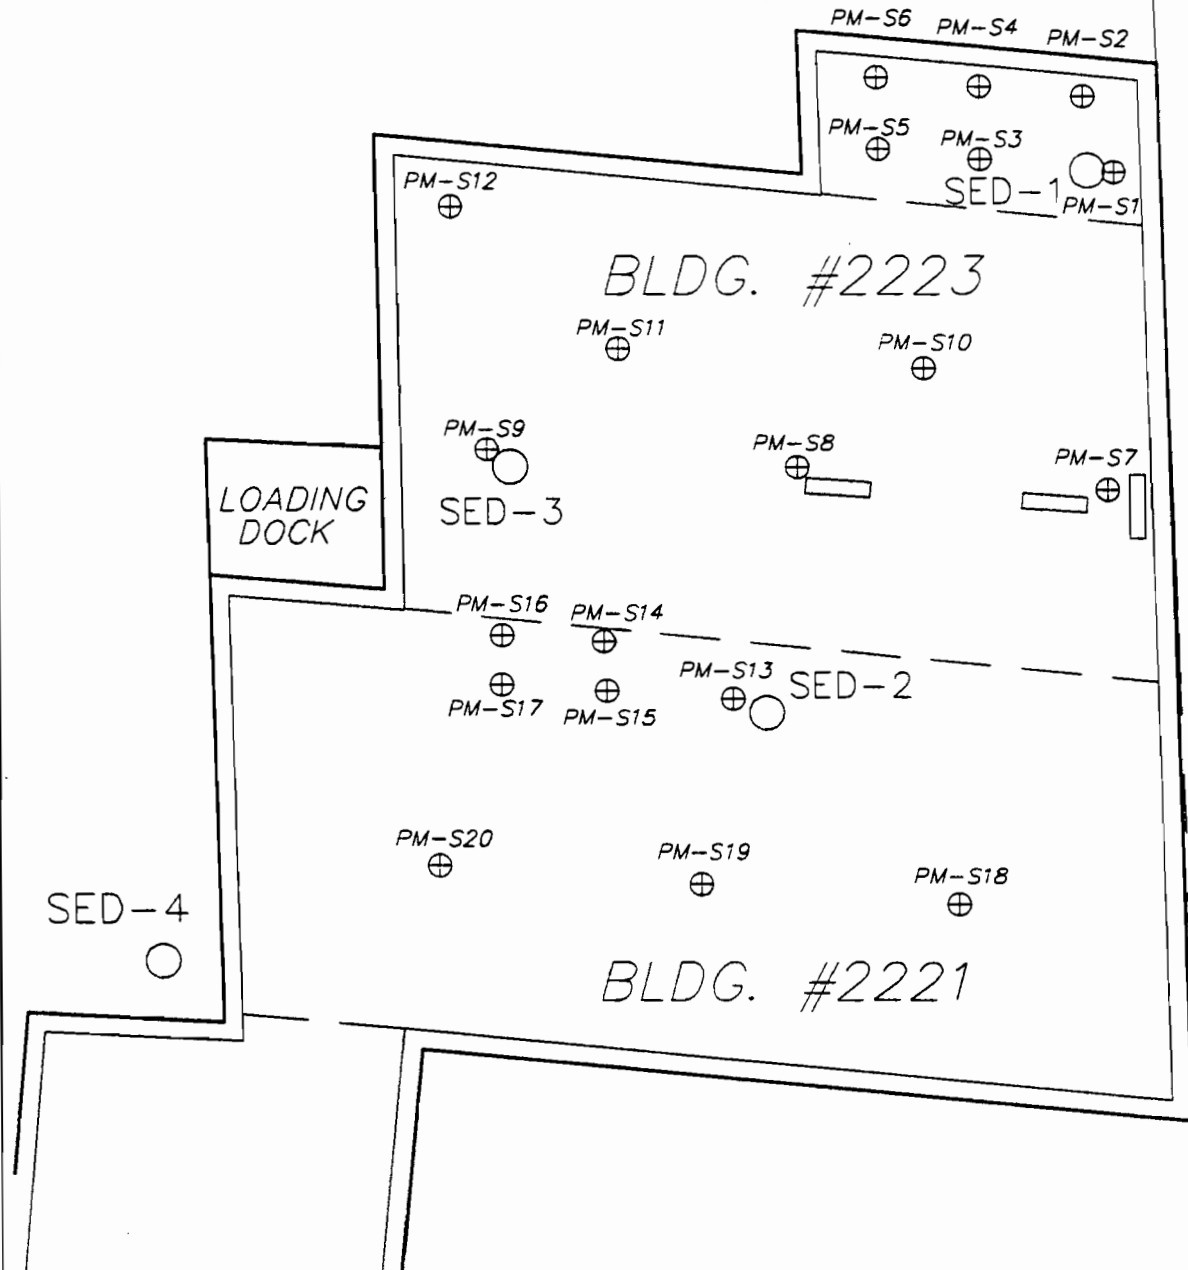 PM-S6
PM-S4
PM-S2
PM-S5
PM-S3
SED-1
PM-S1
PM-S12
BLDG. #2223
PM-S11
PM-S10
PM-S9
PM-S8
PM-S7
SED-3
LOADING
DOCK
PM-S16
PM-S14
PM-S13
SED-2
PM-S17
PM-S15
PM-S20
PM-S19
PM-S18
SED-4
BLDG. #2221